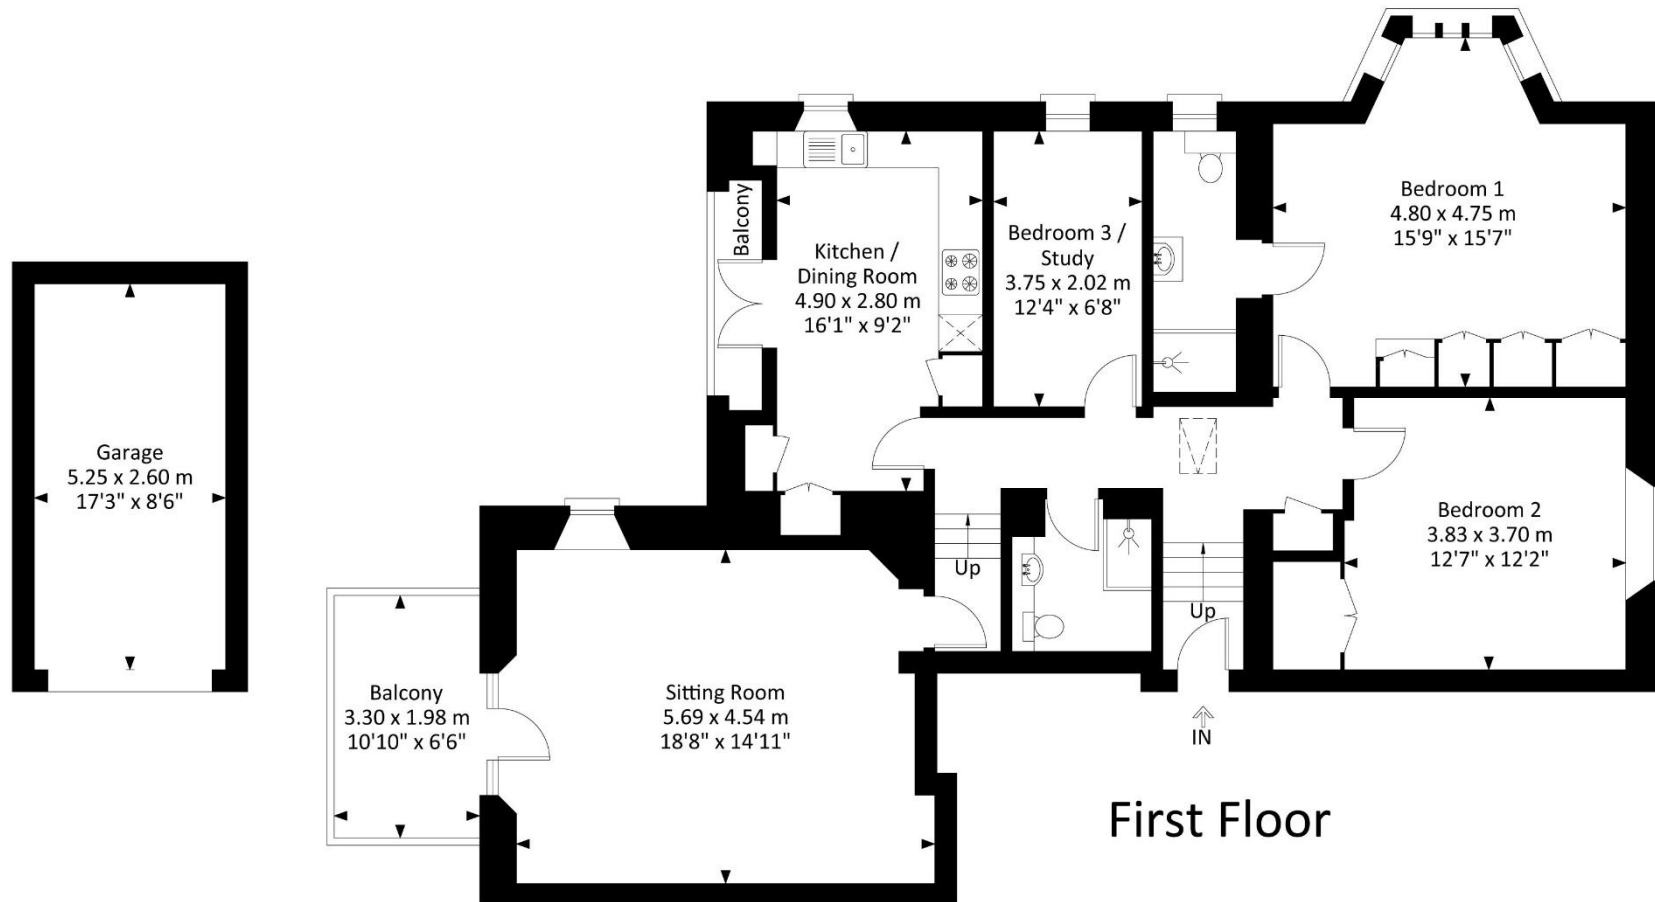 Garage
5.25 x 2.60 m
17'3" x 8'6"
Balcony
3.30 x 1.98 m
10'10" x 6'6"
Sitting Room
5.69 x 4.54 m
18'8" x 14'11"
Balcony
Kitchen /
Dining Room
4.90 x 2.80 m
16'1" x 9'2"
Bedroom 3 /
Study
3.75 x 2.02 m
12'4" x 6'8"
Bedroom 1
4.80 x 4.75 m
15'9" x 15'7"
Bedroom 2
3.83 x 3.70 m
12'7" x 12'2"
Up
Up
IN
First Floor